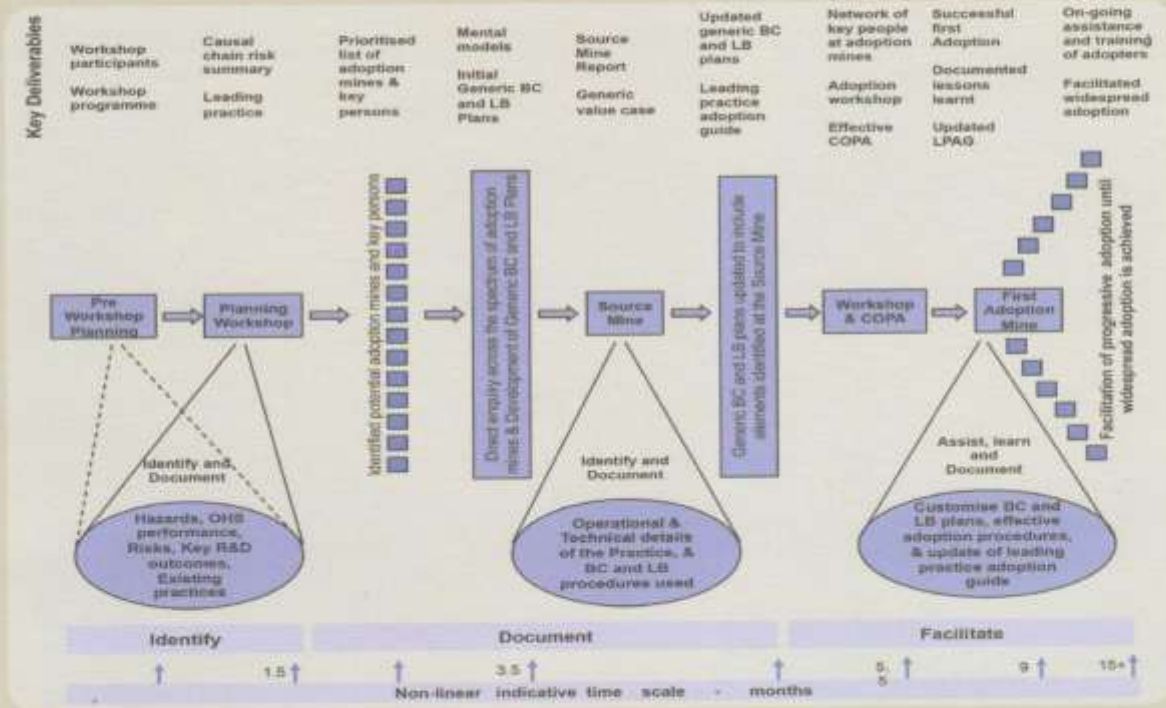 Key Deliverables
Workshop
participants
Workshop
programme
Causal
chain risk
summary
Leading
practice
Prioritised
list of
adoption
mines &
key
persons
Mental
models
Initial
Generic BC
and LB
Plans
Source
Mine
Report
Generic
value case
Updated
generic BC
and LB
plans
Leading
practice
adoption
guide
Network of
key people
at adoption
mines
Adoption
workshop
Effective
COPA
Successful
first
Adoption
Documented
lessons
learnt
Updated
LPAG
On-going
assistance
and training
of adopters
Facilitated
widespread
adoption
Pre
Workshop
Planning
Planning
Workshop
Identified potential adoption mines and key persons
Direct enquiry across the spectrum of adoption
mines & Development of Generic BC and LB Plans
Source
Mine
Generic BC and LB plans updated to include
elements identified at the Source Mine
Workshop
& COPA
First
Adoption
Mine
Facilitation of progressive adoption until
widespread adoption is achieved
Identify and,
Document
Hazards, OHS
performance,
Risks, Key R&D
outcomes,
Existing
practices
Identify and
Document
Operational &
Technical details
of the Practice, &
BC and LB
procedures used
Assist, learn
and
Document
Customise BC and
LB plans, effective
adoption procedures,
& update of leading
practice adoption
guide
Identify
Document
Facilitate
1.5
3.5
5.
5
9
15+
Non-linear indicative time scale - months